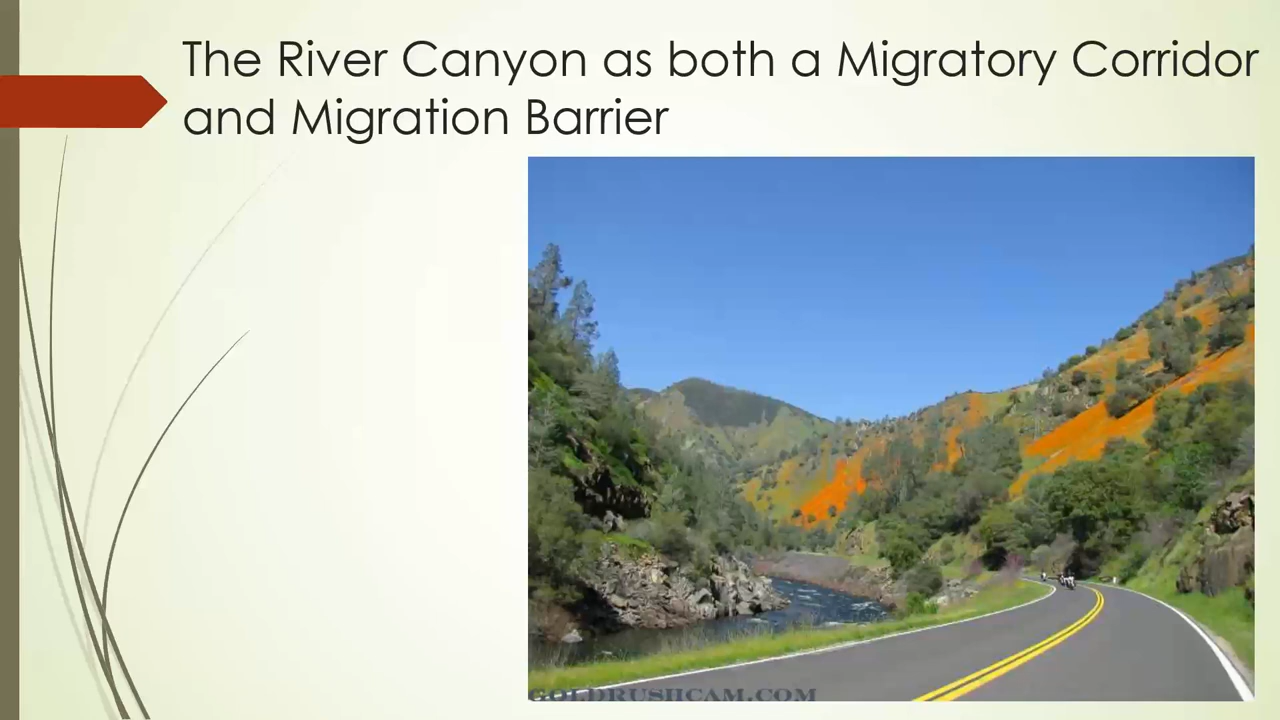 The River Canyon as both a Migratory Corridor
and Migration Barrier
GOLDRUSHCAM.COM